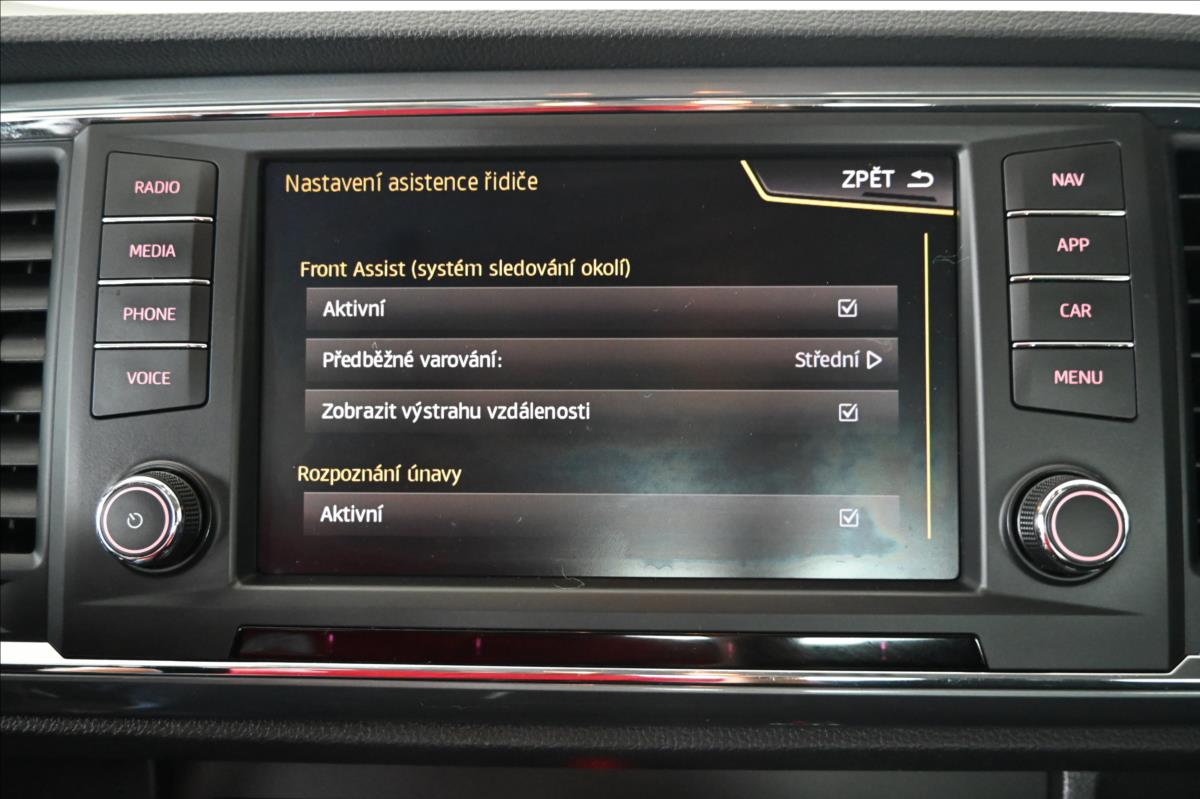 RADIO
MEDIA
PHONE
VOICE
Nastavení asistence řidiče
ZPĚT
Front Assist (systém sledování okolí)
Aktivní
Předběžné varování: Střední
Zobrazit výstrahu vzdálenosti
Rozpoznání únavy
Aktivní
NAV
APP
CAR
MENU